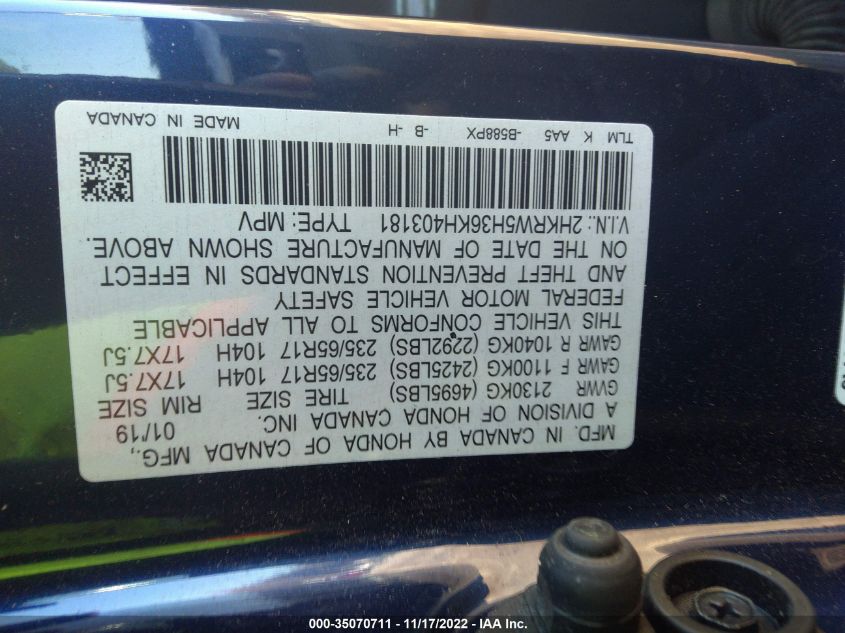 MFD. IN CANADA BY HONDA OF CANADA MFG.,
A DIVISION OF HONDA CANADA INC. 01/19
GVWR 2130KG (4695LBS) TIRE SIZE RIM SIZE
GAWR F 1100KG (2425LBS) 235/65R17 104H 17X7.5J
GAWR R 1040KG (2292LBS) 235/65R17 104H 17X7.5J
THIS VEHICLE CONFORMS TO ALL APPLICABLE
FEDERAL MOTOR VEHICLE SAFETY
AND THEFT PREVENTION STANDARDS IN EFFECT
ON THE DATE OF MANUFACTURE SHOWN ABOVE.
V.I.N.: 2HKRW5H36KH403181 TYPE: MPV
TLM K AA5 -B588PX -B -H MADE IN CANADA
000-35070711 - 11/17/2022 - IAA Inc.